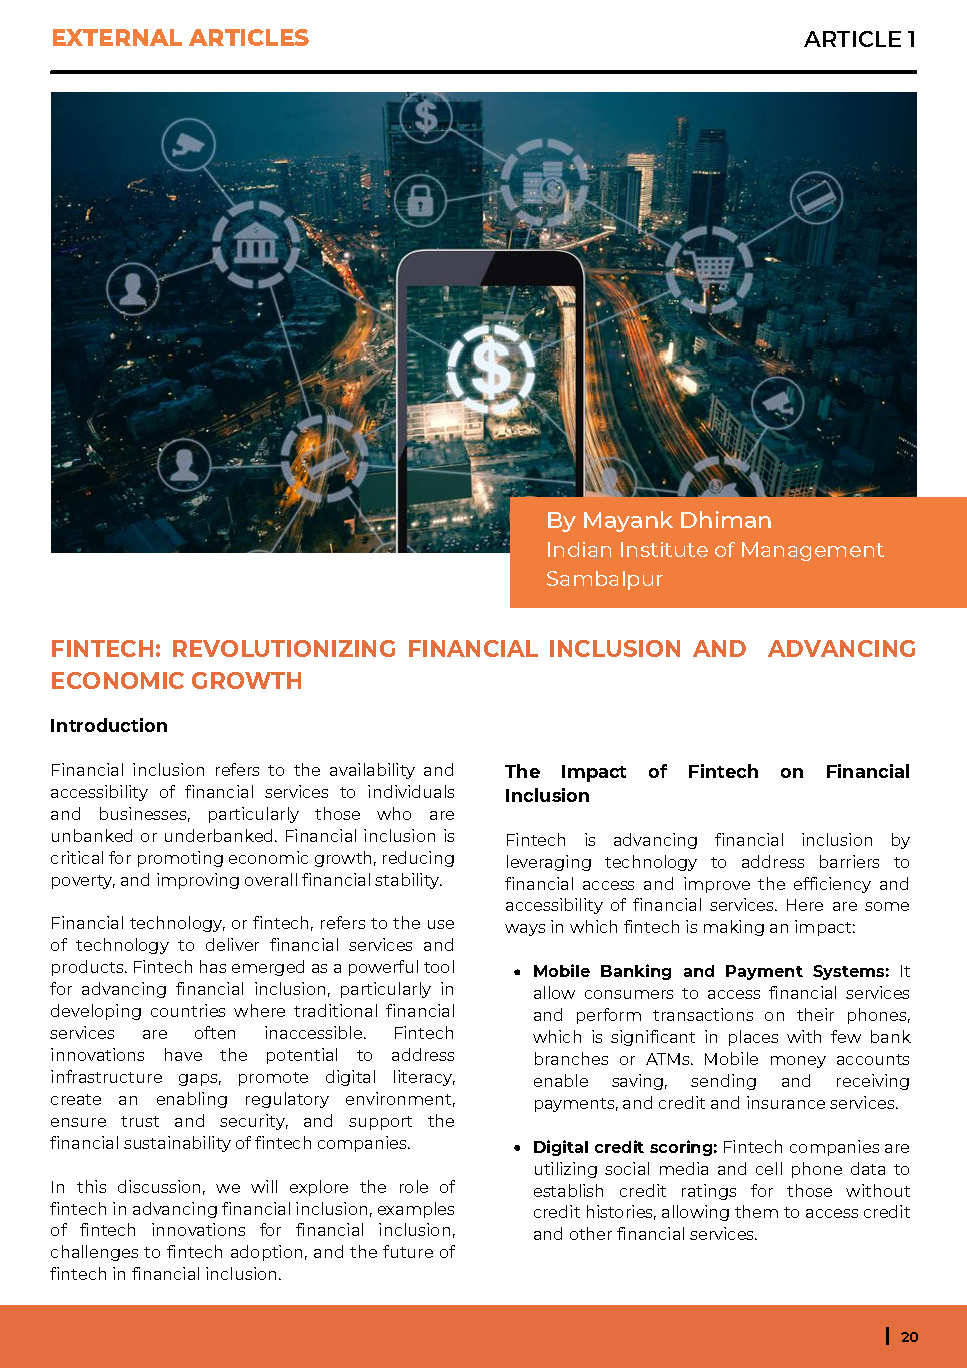 EXTERNAL ARTICLES
ARTICLE 1
By Mayank Dhiman
Indian Institute of Management
Sambalpur
FINTECH: REVOLUTIONIZING FINANCIAL INCLUSION AND ADVANCING
ECONOMIC GROWTH
Introduction
Financial inclusion refers to the availability and
accessibility of financial services to individuals
and businesses, particularly those who are
unbanked or underbanked. Financial inclusion is
critical for promoting economic growth, reducing
poverty, and improving overall financial stability.
Financial technology, or fintech, refers to the use
of technology to deliver financial services and
products. Fintech has emerged as a powerful tool
for advancing financial inclusion, particularly in
developing countries where traditional financial
services are often inaccessible. Fintech
innovations have the potential to address
infrastructure gaps, promote digital literacy,
create an enabling regulatory environment,
ensure trust and security, and support the
financial sustainability of fintech companies.
In this discussion, we will explore the role of
fintech in advancing financial inclusion, examples
of fintech innovations for financial inclusion,
challenges to fintech adoption, and the future of
fintech in financial inclusion.
The Impact of Fintech on Financial
Inclusion
Fintech is advancing financial inclusion by
leveraging technology to address barriers to
financial access and improve the efficiency and
accessibility of financial services. Here are some
ways in which fintech is making an impact:
• Mobile Banking and Payment Systems: It
allow consumers to access financial services
and perform transactions on their phones,
which is significant in places with few bank
branches or ATMs. Mobile money accounts
enable saving, sending and receiving
payments, and credit and insurance services.
• Digital credit scoring: Fintech companies are
utilizing social media and cell phone data to
establish credit ratings for those without
credit histories, allowing them to access credit
and other financial services.
20